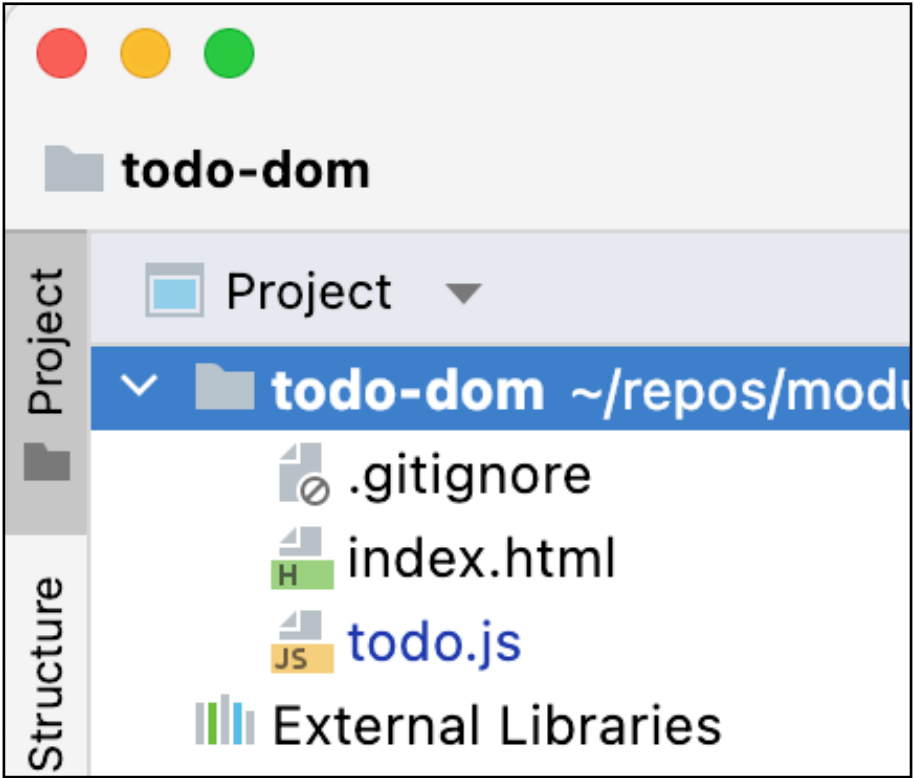 todo-dom
Project
Project
todo-dom ~/repos/modu
.gitignore
H index.html
JS todo.js
Structure
External Libraries